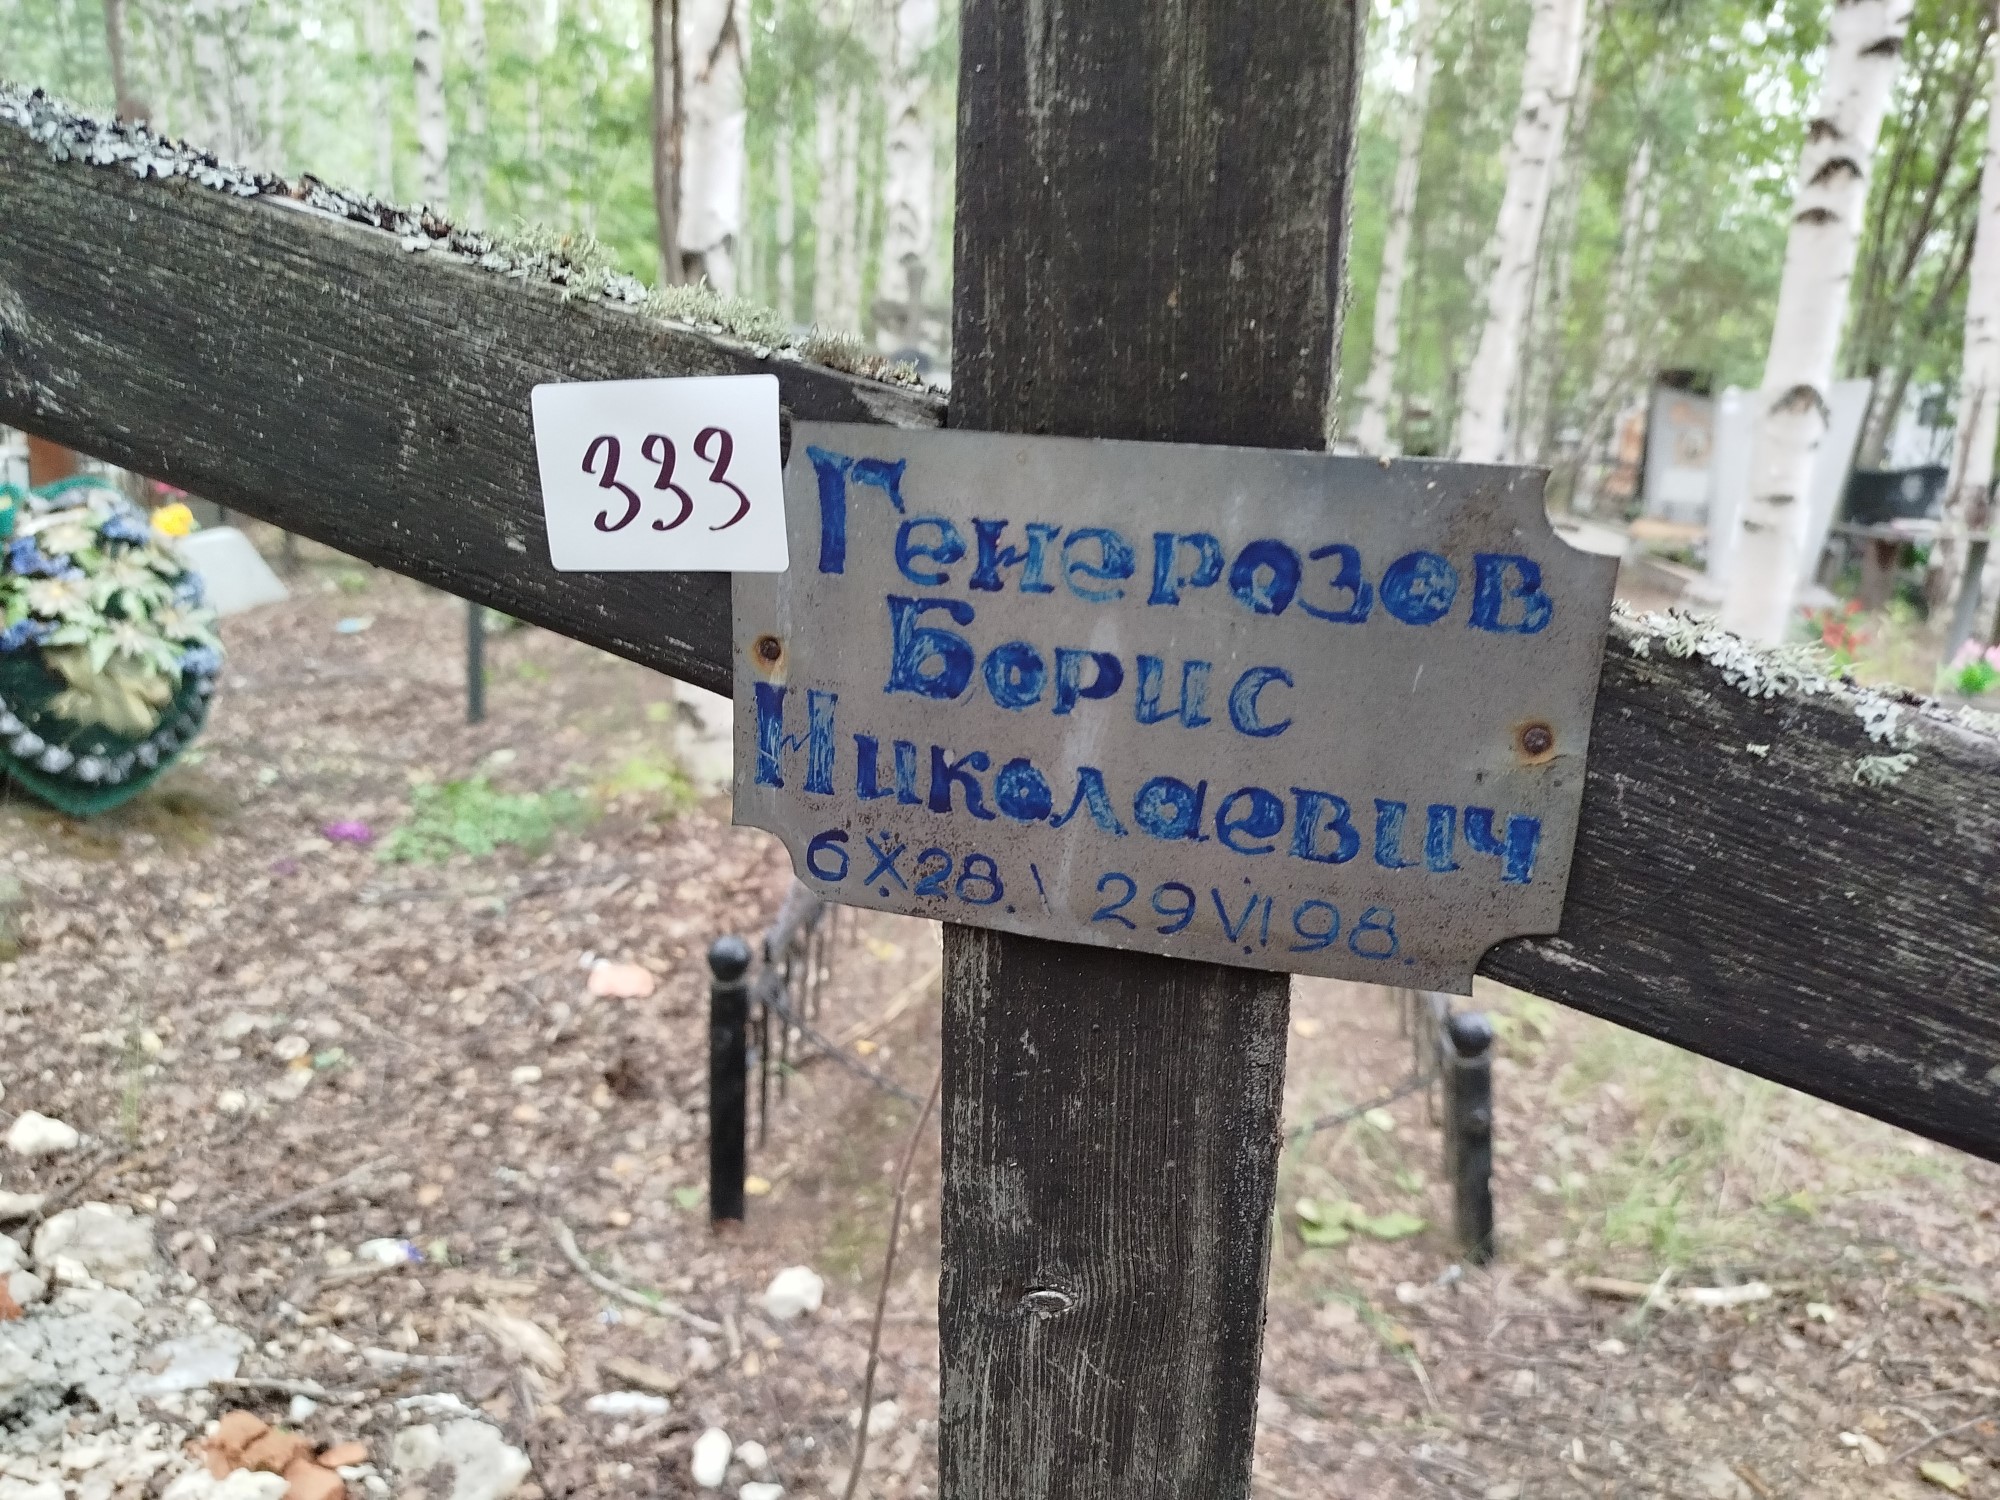 333
Генерозов
Борис
Николаевич
6 X 28. \ 29 VI 98.